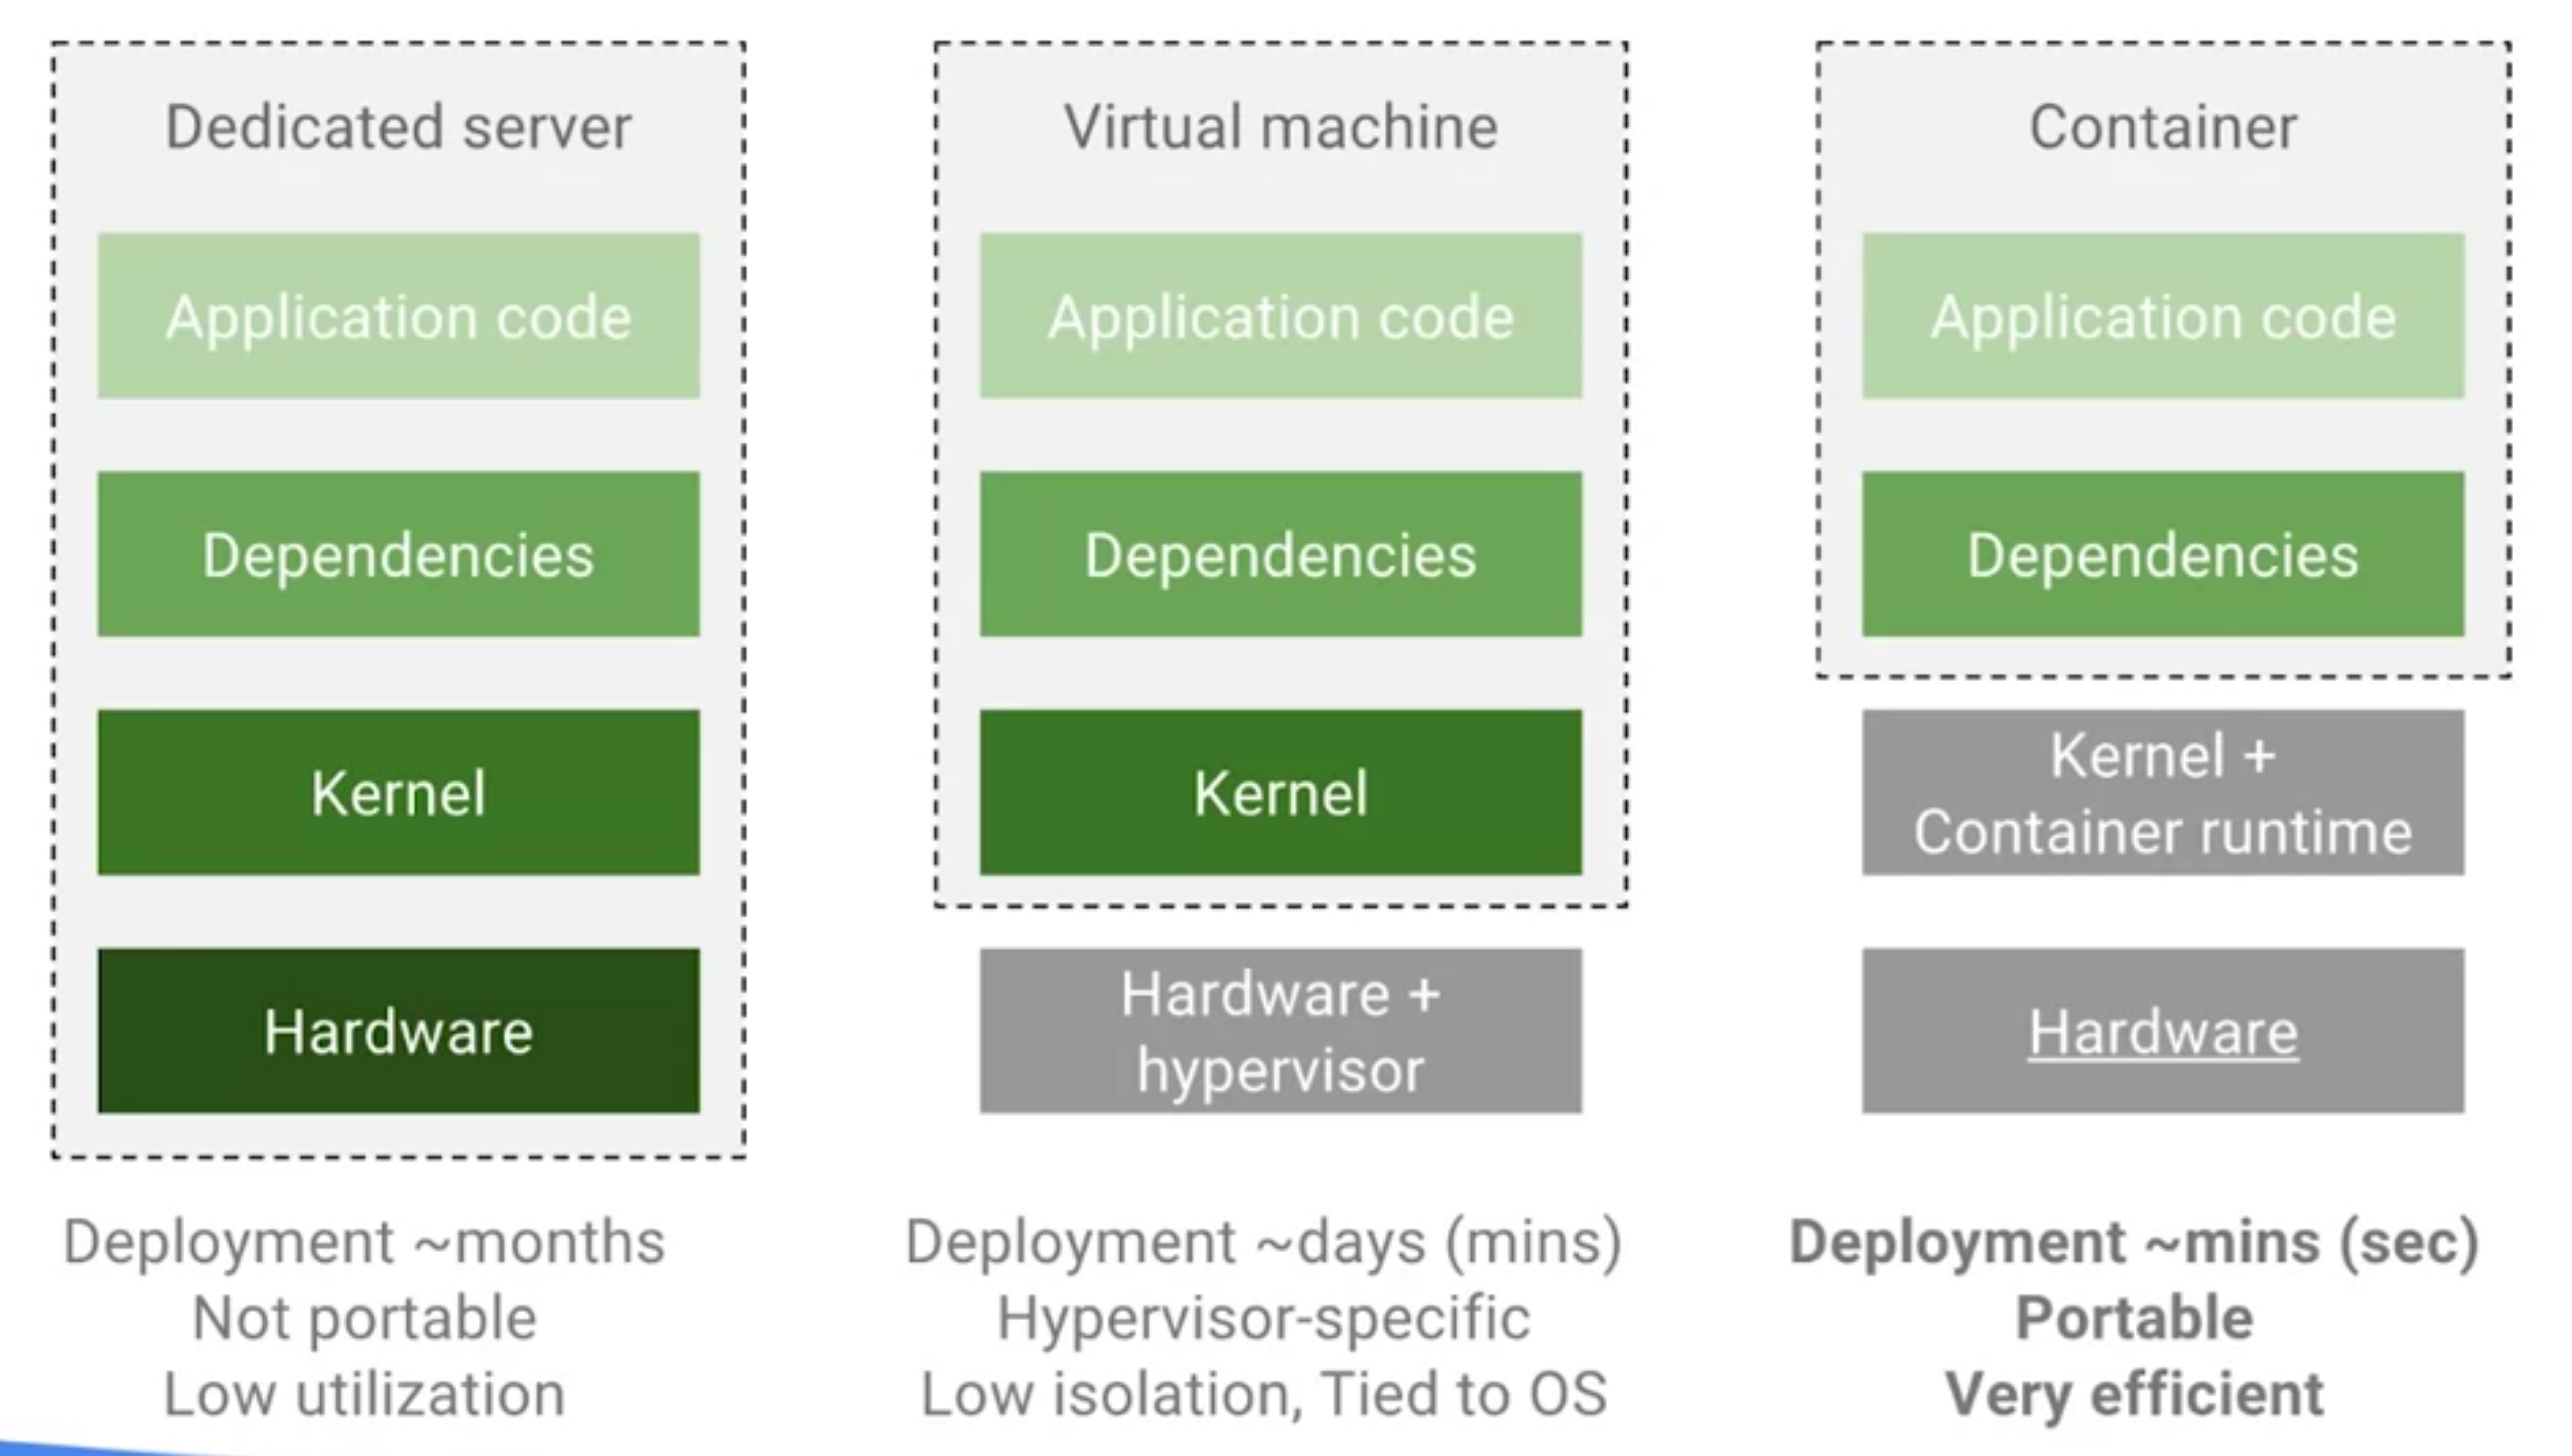 Dedicated server
Application code
Dependencies
Kernel
Hardware
Deployment ~months
Not portable
Low utilization
Virtual machine
Application code
Dependencies
Kernel
Hardware +
hypervisor
Deployment ~days (mins)
Hypervisor-specific
Low isolation, Tied to OS
Container
Application code
Dependencies
Kernel +
Container runtime
Hardware
Deployment ~mins (sec)
Portable
Very efficient